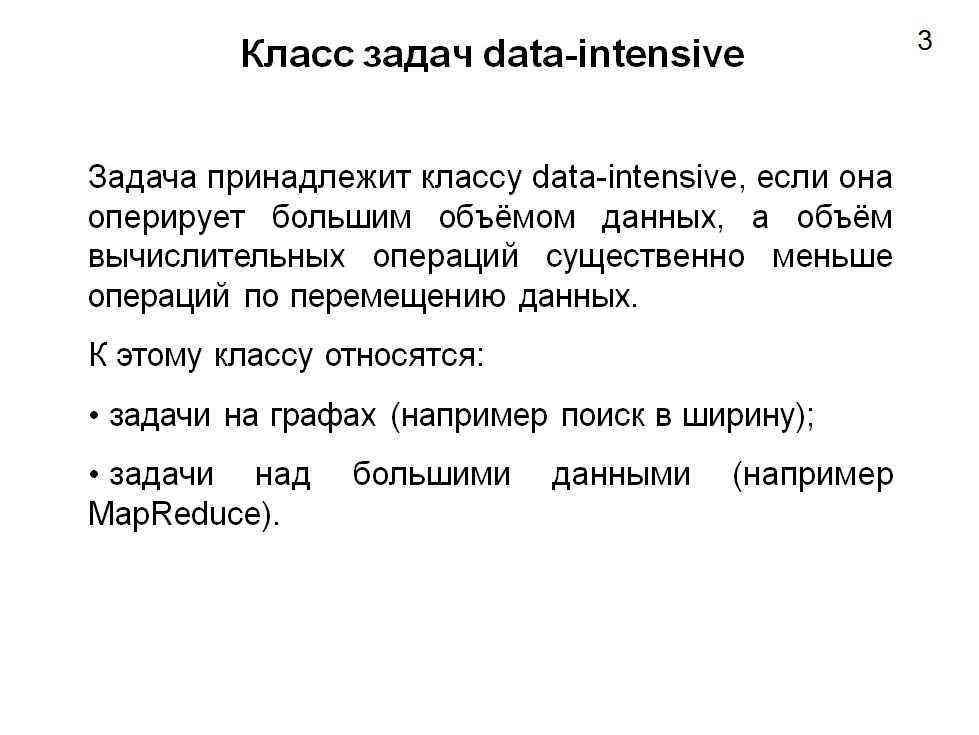 3
Класс задач data-intensive
Задача принадлежит классу data-intensive, если она
оперирует большим объёмом данных, а объём
вычислительных операций существенно меньше
операций по перемещению данных.
К этому классу относятся:
• задачи на графах (например поиск в ширину);
• задачи над большими данными (например
MapReduce).